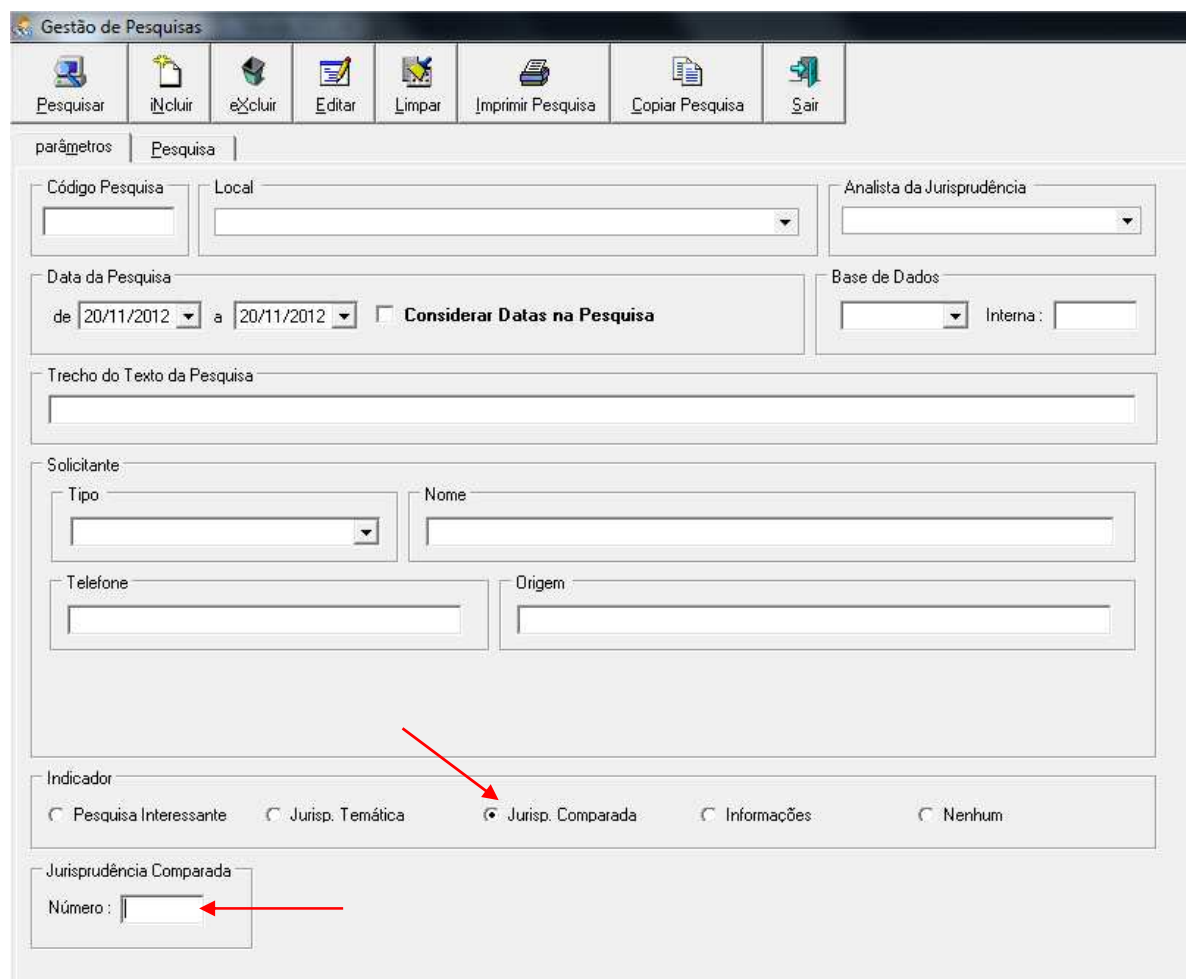 Gestão de Pesquisas
Pesquisar iNcluir eXcluir Editar Limpar Imprimir Pesquisa Copiar Pesquisa Sair
parâmetros Pesquisa
Código Pesquisa Local Analista da Jurisprudência
Data da Pesquisa Base de Dados
de 20/11/2012 a 20/11/2012 Considerar Datas na Pesquisa Interna :
Trecho do Texto da Pesquisa
Solicitante
Tipo Nome
Telefone Origem
Indicador
Pesquisa Interessante Jurisp. Temática Jurisp. Comparada Informações Nenhum
Jurisprudência Comparada
Número :